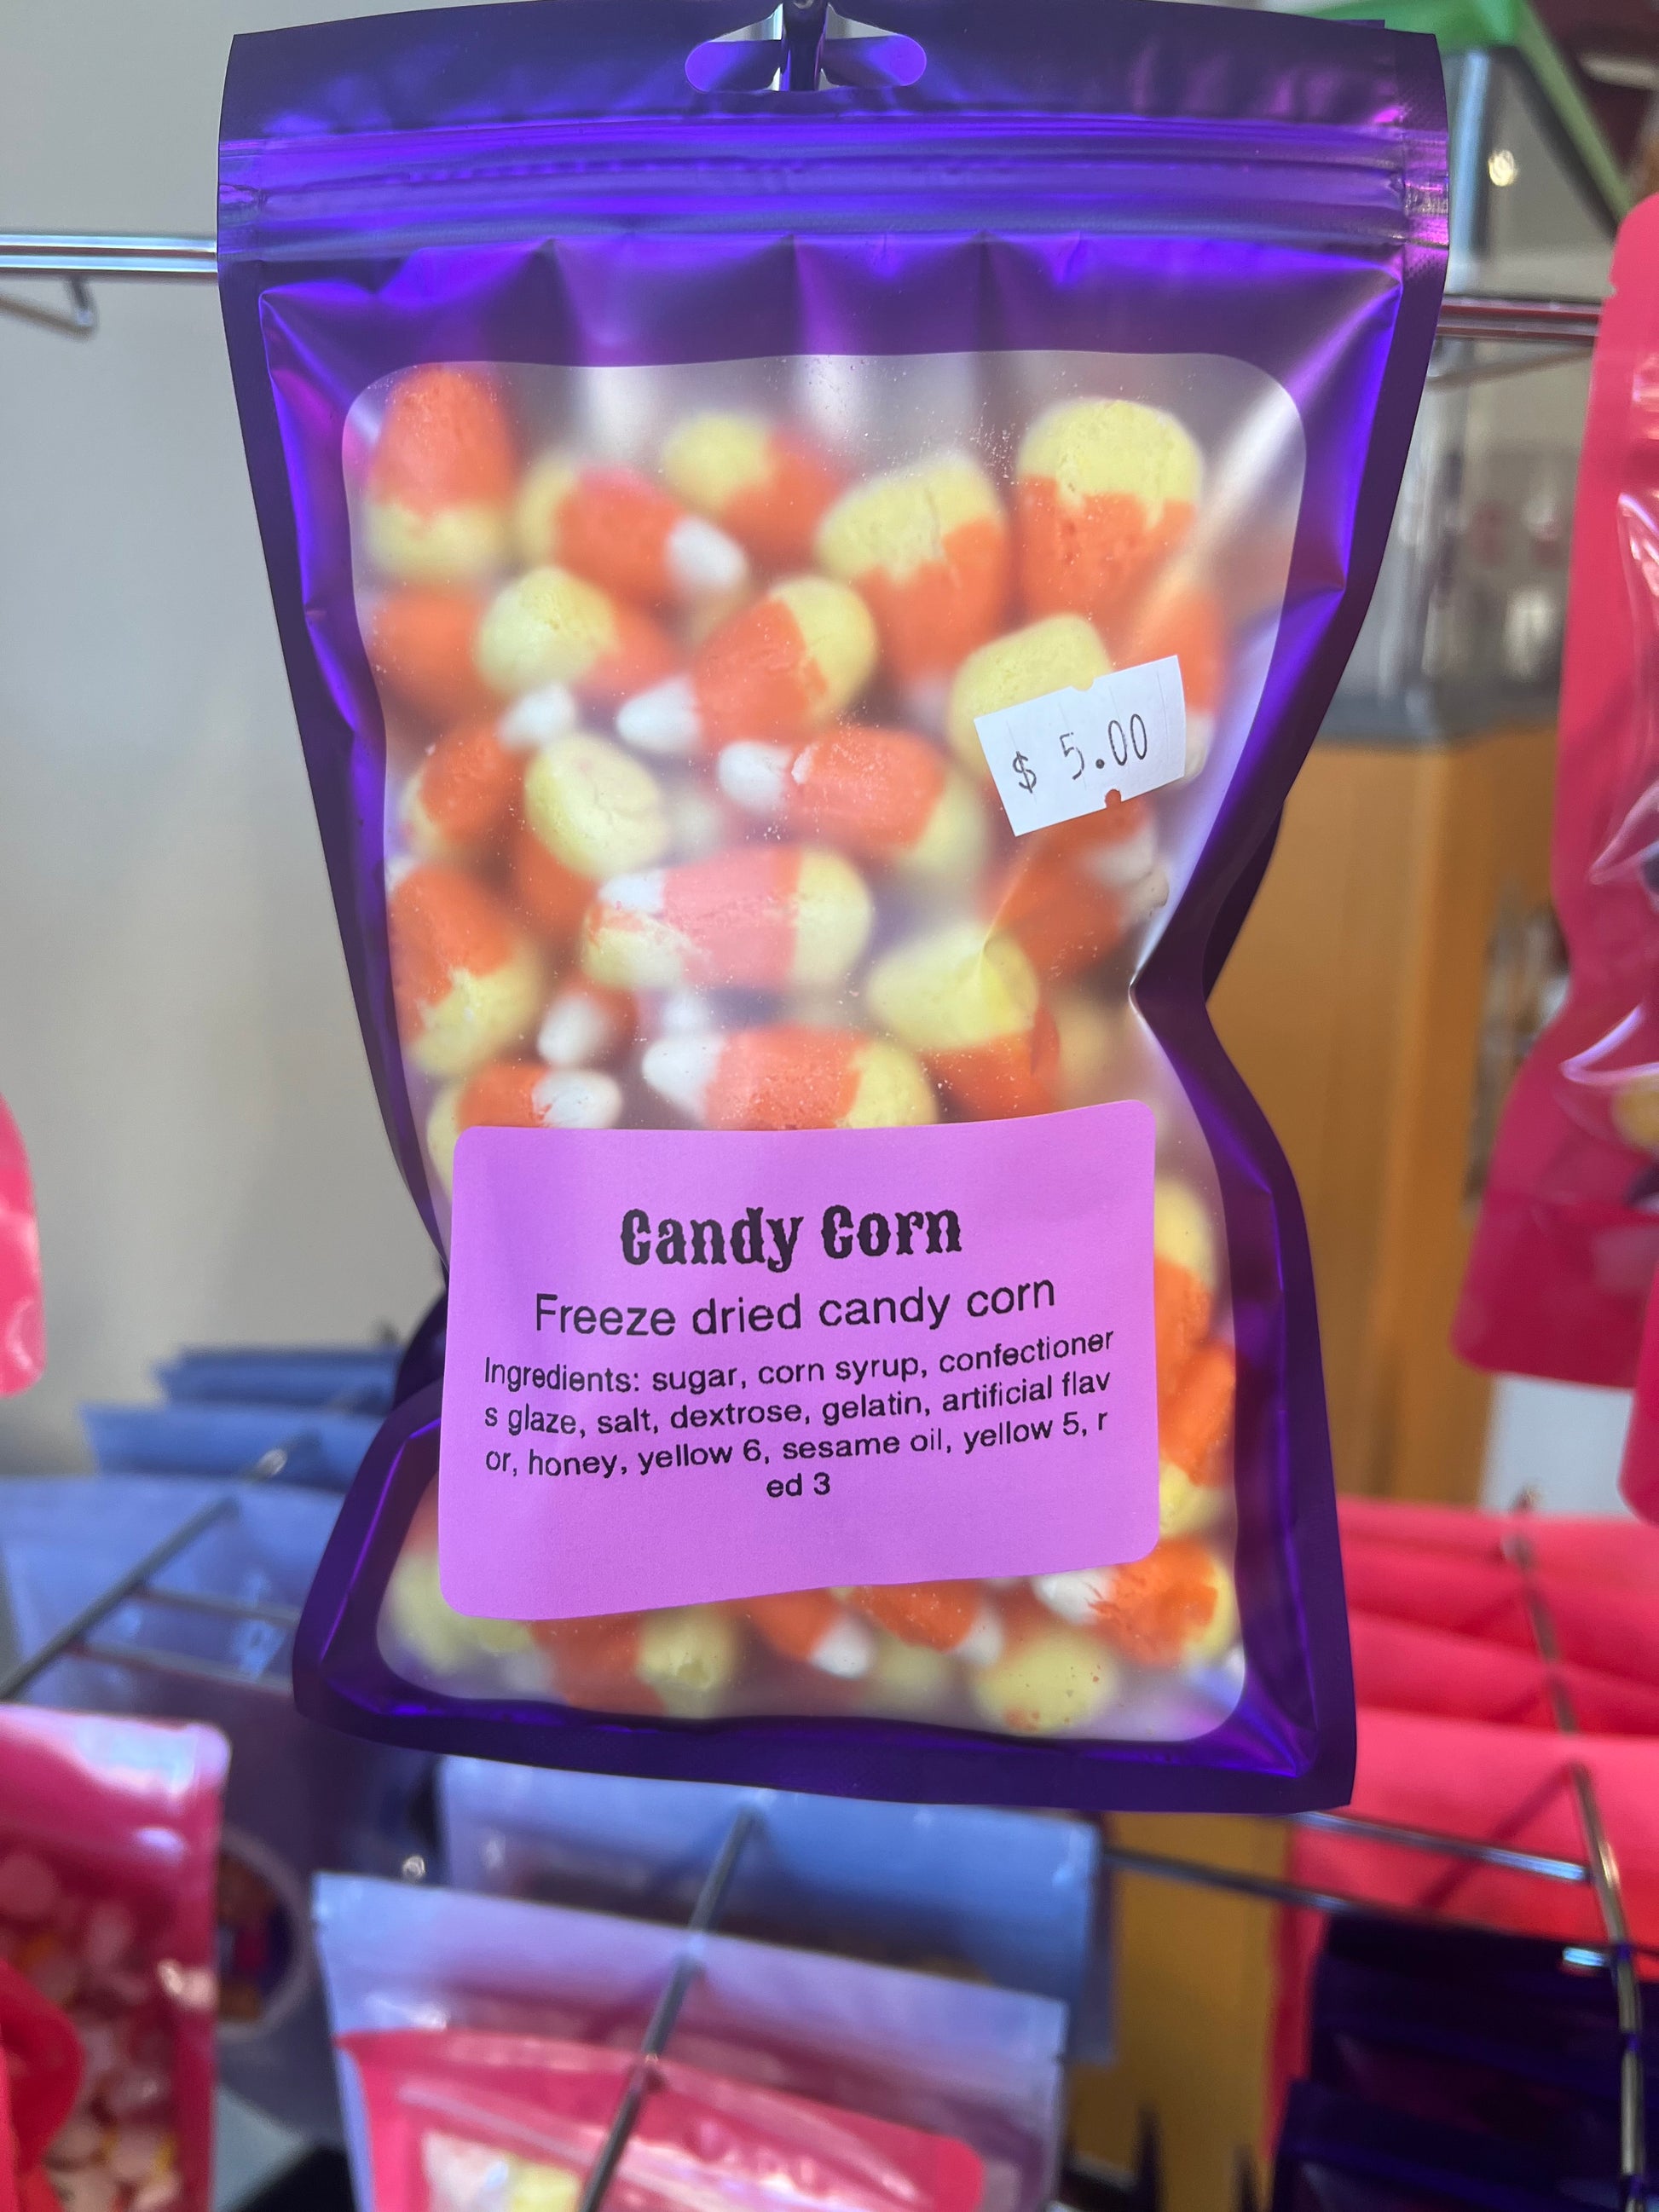 $ 5.00
Candy Corn
Freeze dried candy corn
Ingredients: sugar, corn syrup, confectioner
s glaze, salt, dextrose, gelatin, artificial flav
or, honey, yellow 6, sesame oil, yellow 5, r
ed 3